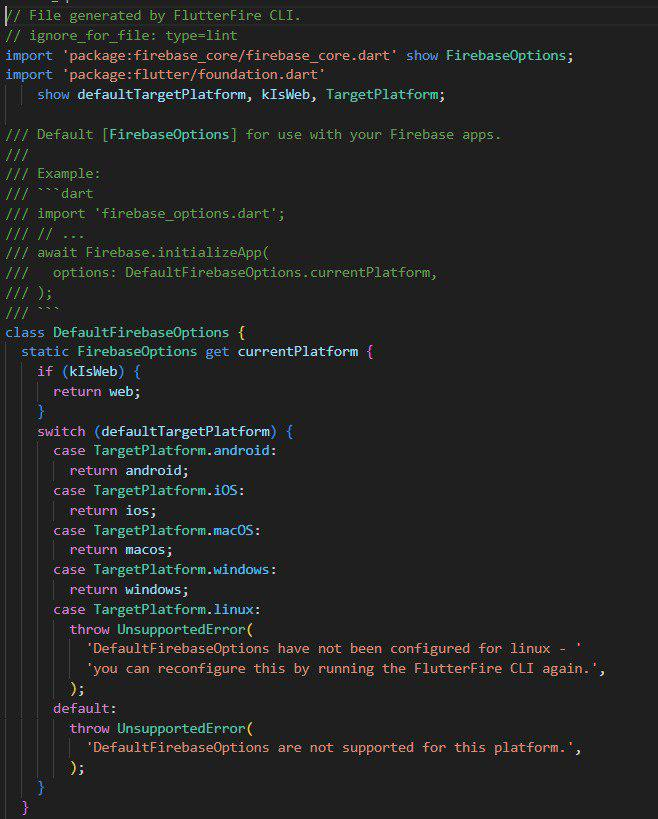 // File generated by FlutterFire CLI.
// ignore_for_file: type=lint
import 'package:firebase_core/firebase_core.dart' show FirebaseOptions;
import 'package:flutter/foundation.dart'
    show defaultTargetPlatform, kIsWeb, TargetPlatform;

/// Default [FirebaseOptions] for use with your Firebase apps.
///
/// Example:
/// ```dart
/// import 'firebase_options.dart';
/// // ...
/// await Firebase.initializeApp(
///   options: DefaultFirebaseOptions.currentPlatform,
/// );
/// ```
class DefaultFirebaseOptions {
  static FirebaseOptions get currentPlatform {
    if (kIsWeb) {
      return web;
    }
    switch (defaultTargetPlatform) {
      case TargetPlatform.android:
        return android;
      case TargetPlatform.iOS:
        return ios;
      case TargetPlatform.macOS:
        return macos;
      case TargetPlatform.windows:
        return windows;
      case TargetPlatform.linux:
        throw UnsupportedError(
          'DefaultFirebaseOptions have not been configured for linux - '
          'you can reconfigure this by running the FlutterFire CLI again.',
        );
      default:
        throw UnsupportedError(
          'DefaultFirebaseOptions are not supported for this platform.',
        );
    }
  }